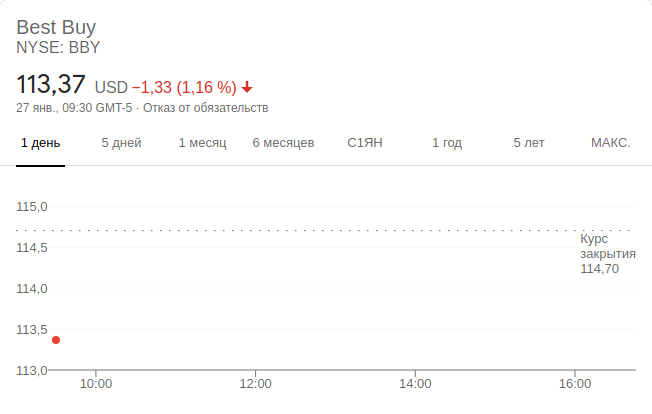 Best Buy
NYSE: BBY
113,37 USD −1,33 (1,16 %)
27 янв., 09:30 GMT-5 · Отказ от обязательств
1 день 5 дней 1 месяц 6 месяцев С1ЯН 1 год 5 лет МАКС.
115,0
Курс
закрытия
114,70
114,5
114,0
113,5
113,0
10:00 12:00 14:00 16:00